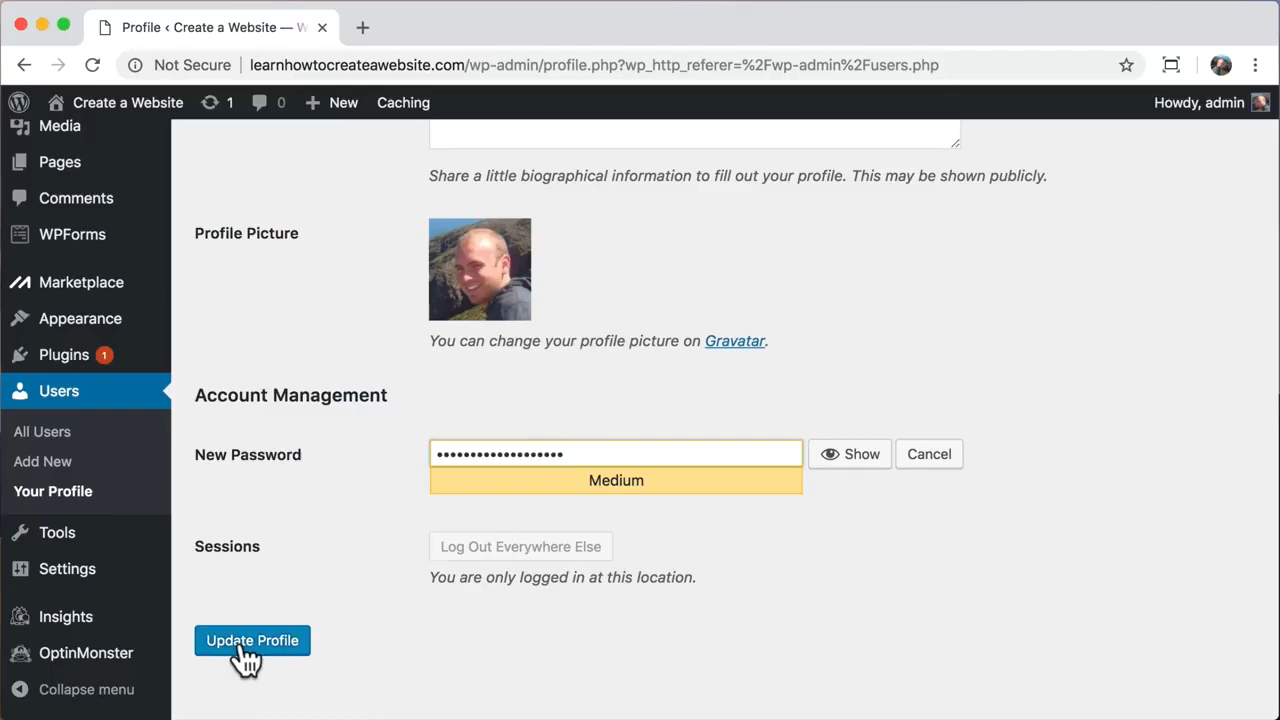 Profile ‹ Create a Website — W
Not Secure
learnhowtocreateawebsite.com/wp-admin/profile.php?wp_http_referer=%2Fwp-admin%2Fusers.php
Create a Website
1
0
New
Caching
Howdy, admin
Media
Pages
Comments
WPForms
Marketplace
Appearance
Plugins 1
Users
All Users
Add New
Your Profile
Tools
Settings
Insights
OptinMonster
Collapse menu
Share a little biographical information to fill out your profile. This may be shown publicly.
Profile Picture
You can change your profile picture on Gravatar.
Account Management
New Password
•••••••••••••••••••
Show
Cancel
Medium
Sessions
Log Out Everywhere Else
You are only logged in at this location.
Update Profile